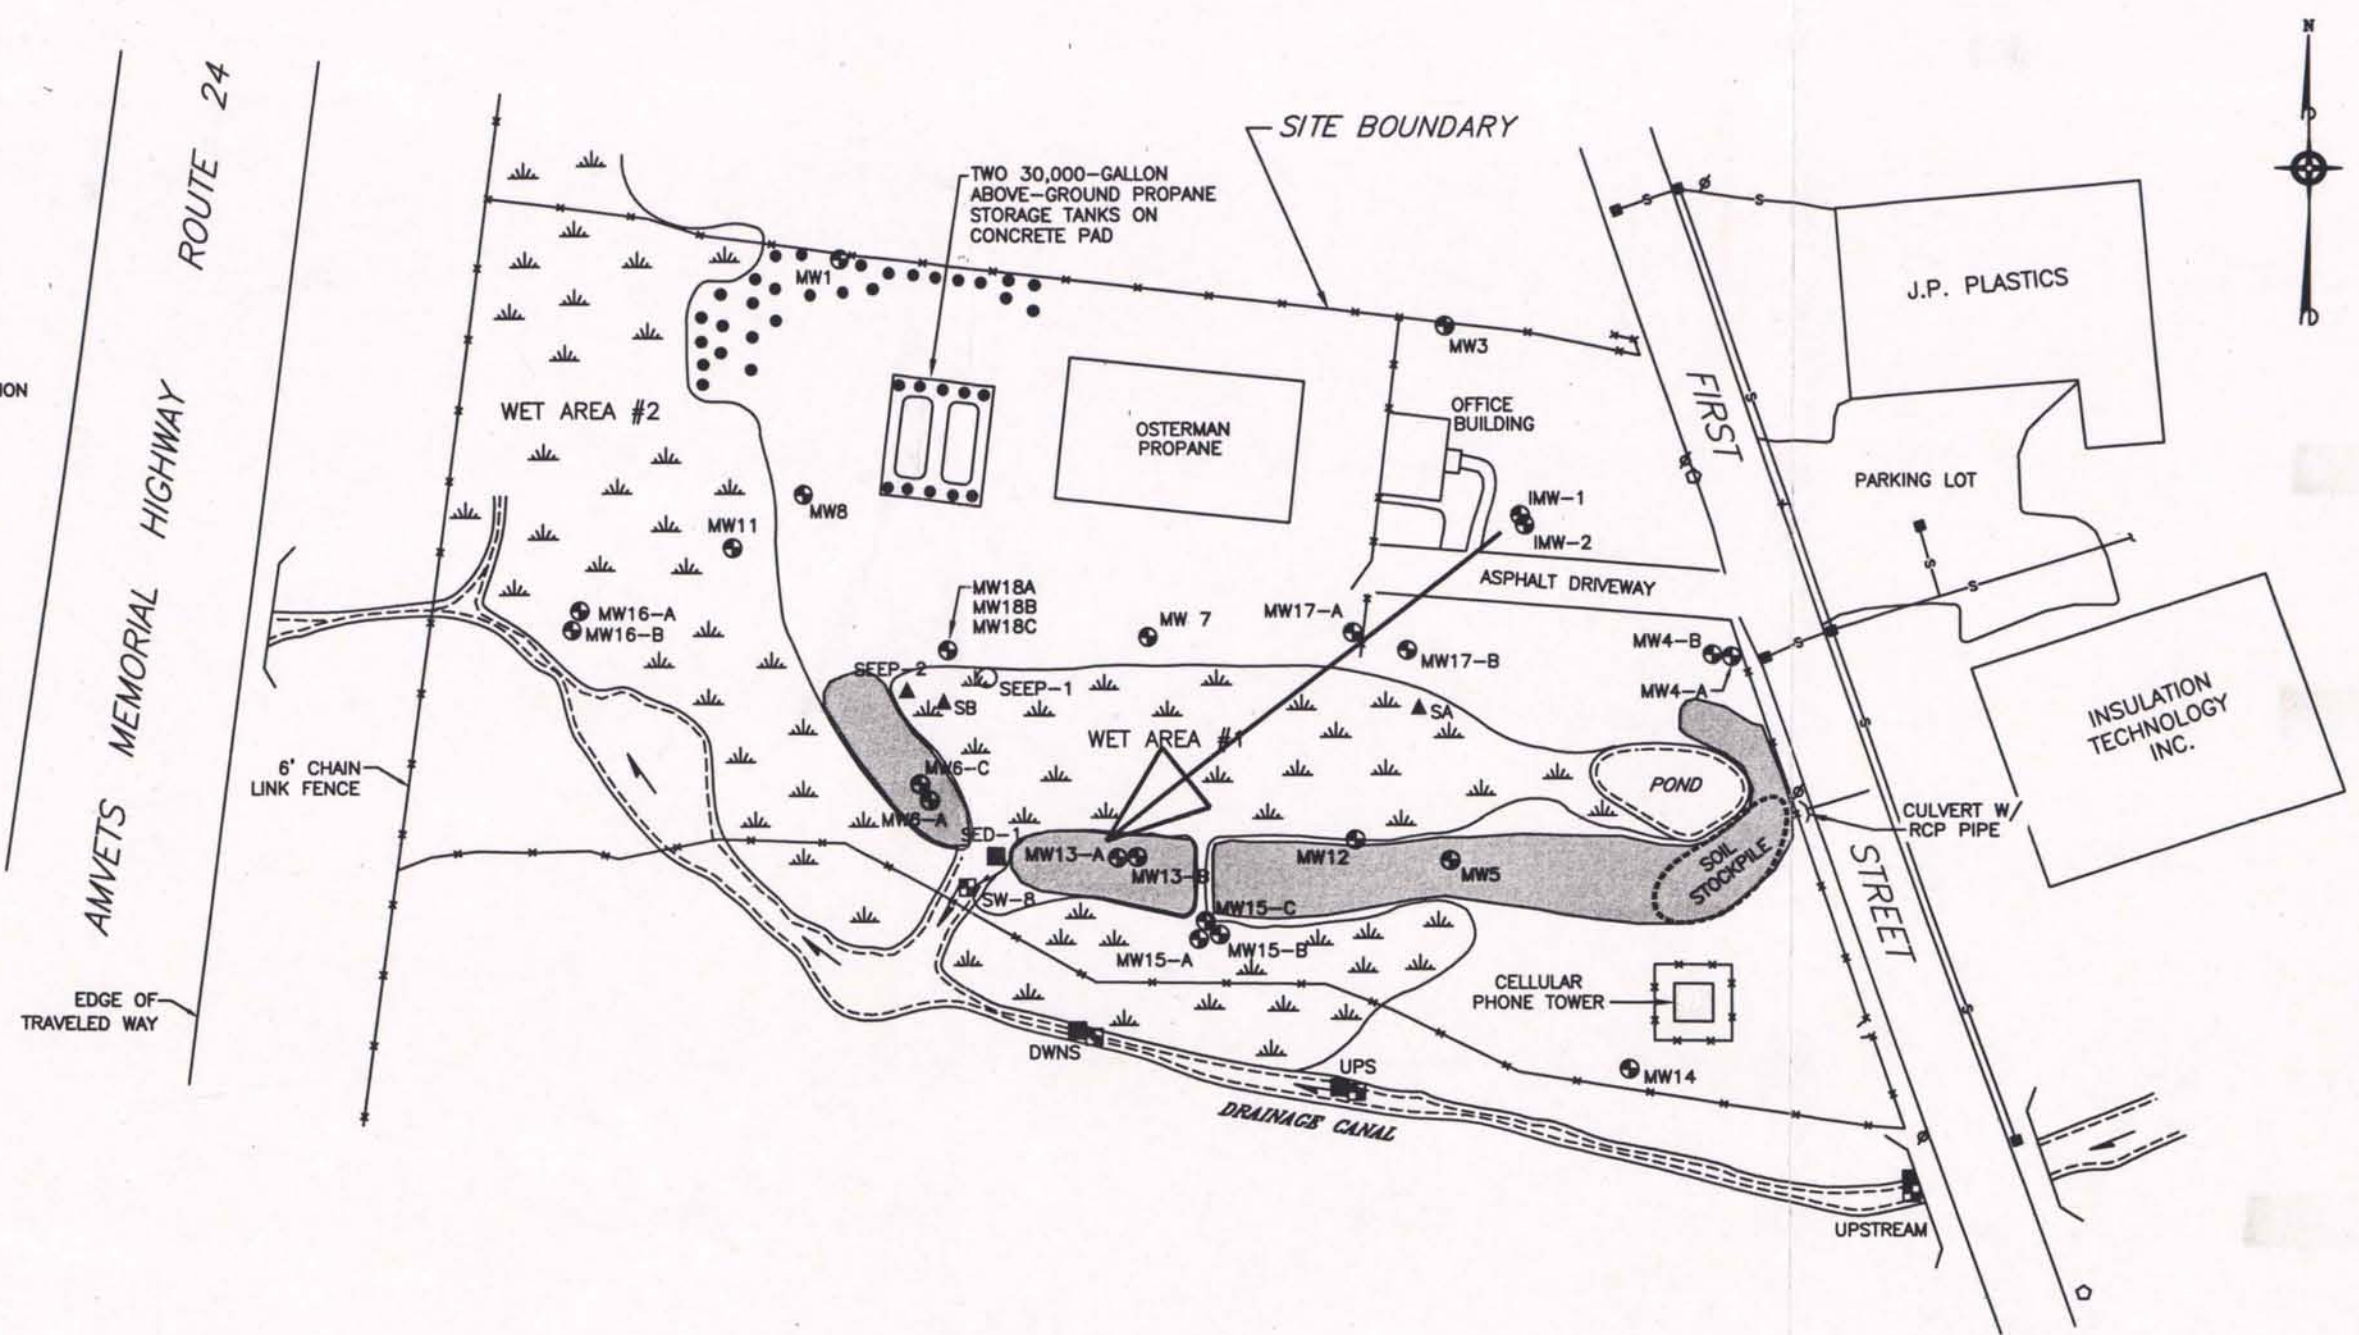 N
AMVETS MEMORIAL HIGHWAY ROUTE 24
SITE BOUNDARY
TWO 30,000-GALLON
ABOVE-GROUND PROPANE
STORAGE TANKS ON
CONCRETE PAD
MW1
MW3
J.P. PLASTICS
ION
WET AREA #2
OSTERMAN
PROPANE
OFFICE
BUILDING
FIRST
STREET
PARKING LOT
MW8
MW11
IMW-1
IMW-2
ASPHALT DRIVEWAY
MW18A
MW18B
MW18C
MW 7
MW17-A
MW17-B
MW16-A
MW16-B
MW4-B
MW4-A
SEEP-2
SEEP-1
SB
SA
INSULATION
TECHNOLOGY
INC.
WET AREA #1
6' CHAIN
LINK FENCE
MW6-C
MW6-A
POND
CULVERT W/
RCP PIPE
SED-1
MW13-A
MW13-B
MW12
MW5
SOIL
STOCKPILE
SW-8
MW15-C
MW15-B
MW15-A
CELLULAR
PHONE TOWER
EDGE OF
TRAVELED WAY
DWNS
UPS
MW14
DRAINAGE CANAL
UPSTREAM